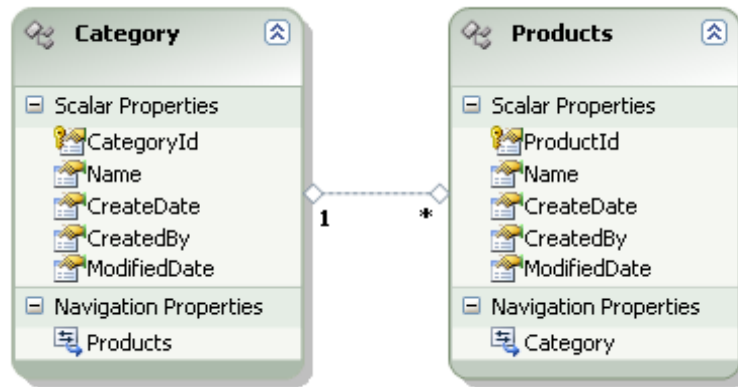 Category
Scalar Properties
CategoryId
Name
CreateDate
CreatedBy
ModifiedDate
Navigation Properties
Products
1
*
Products
Scalar Properties
ProductId
Name
CreateDate
CreatedBy
ModifiedDate
Navigation Properties
Category